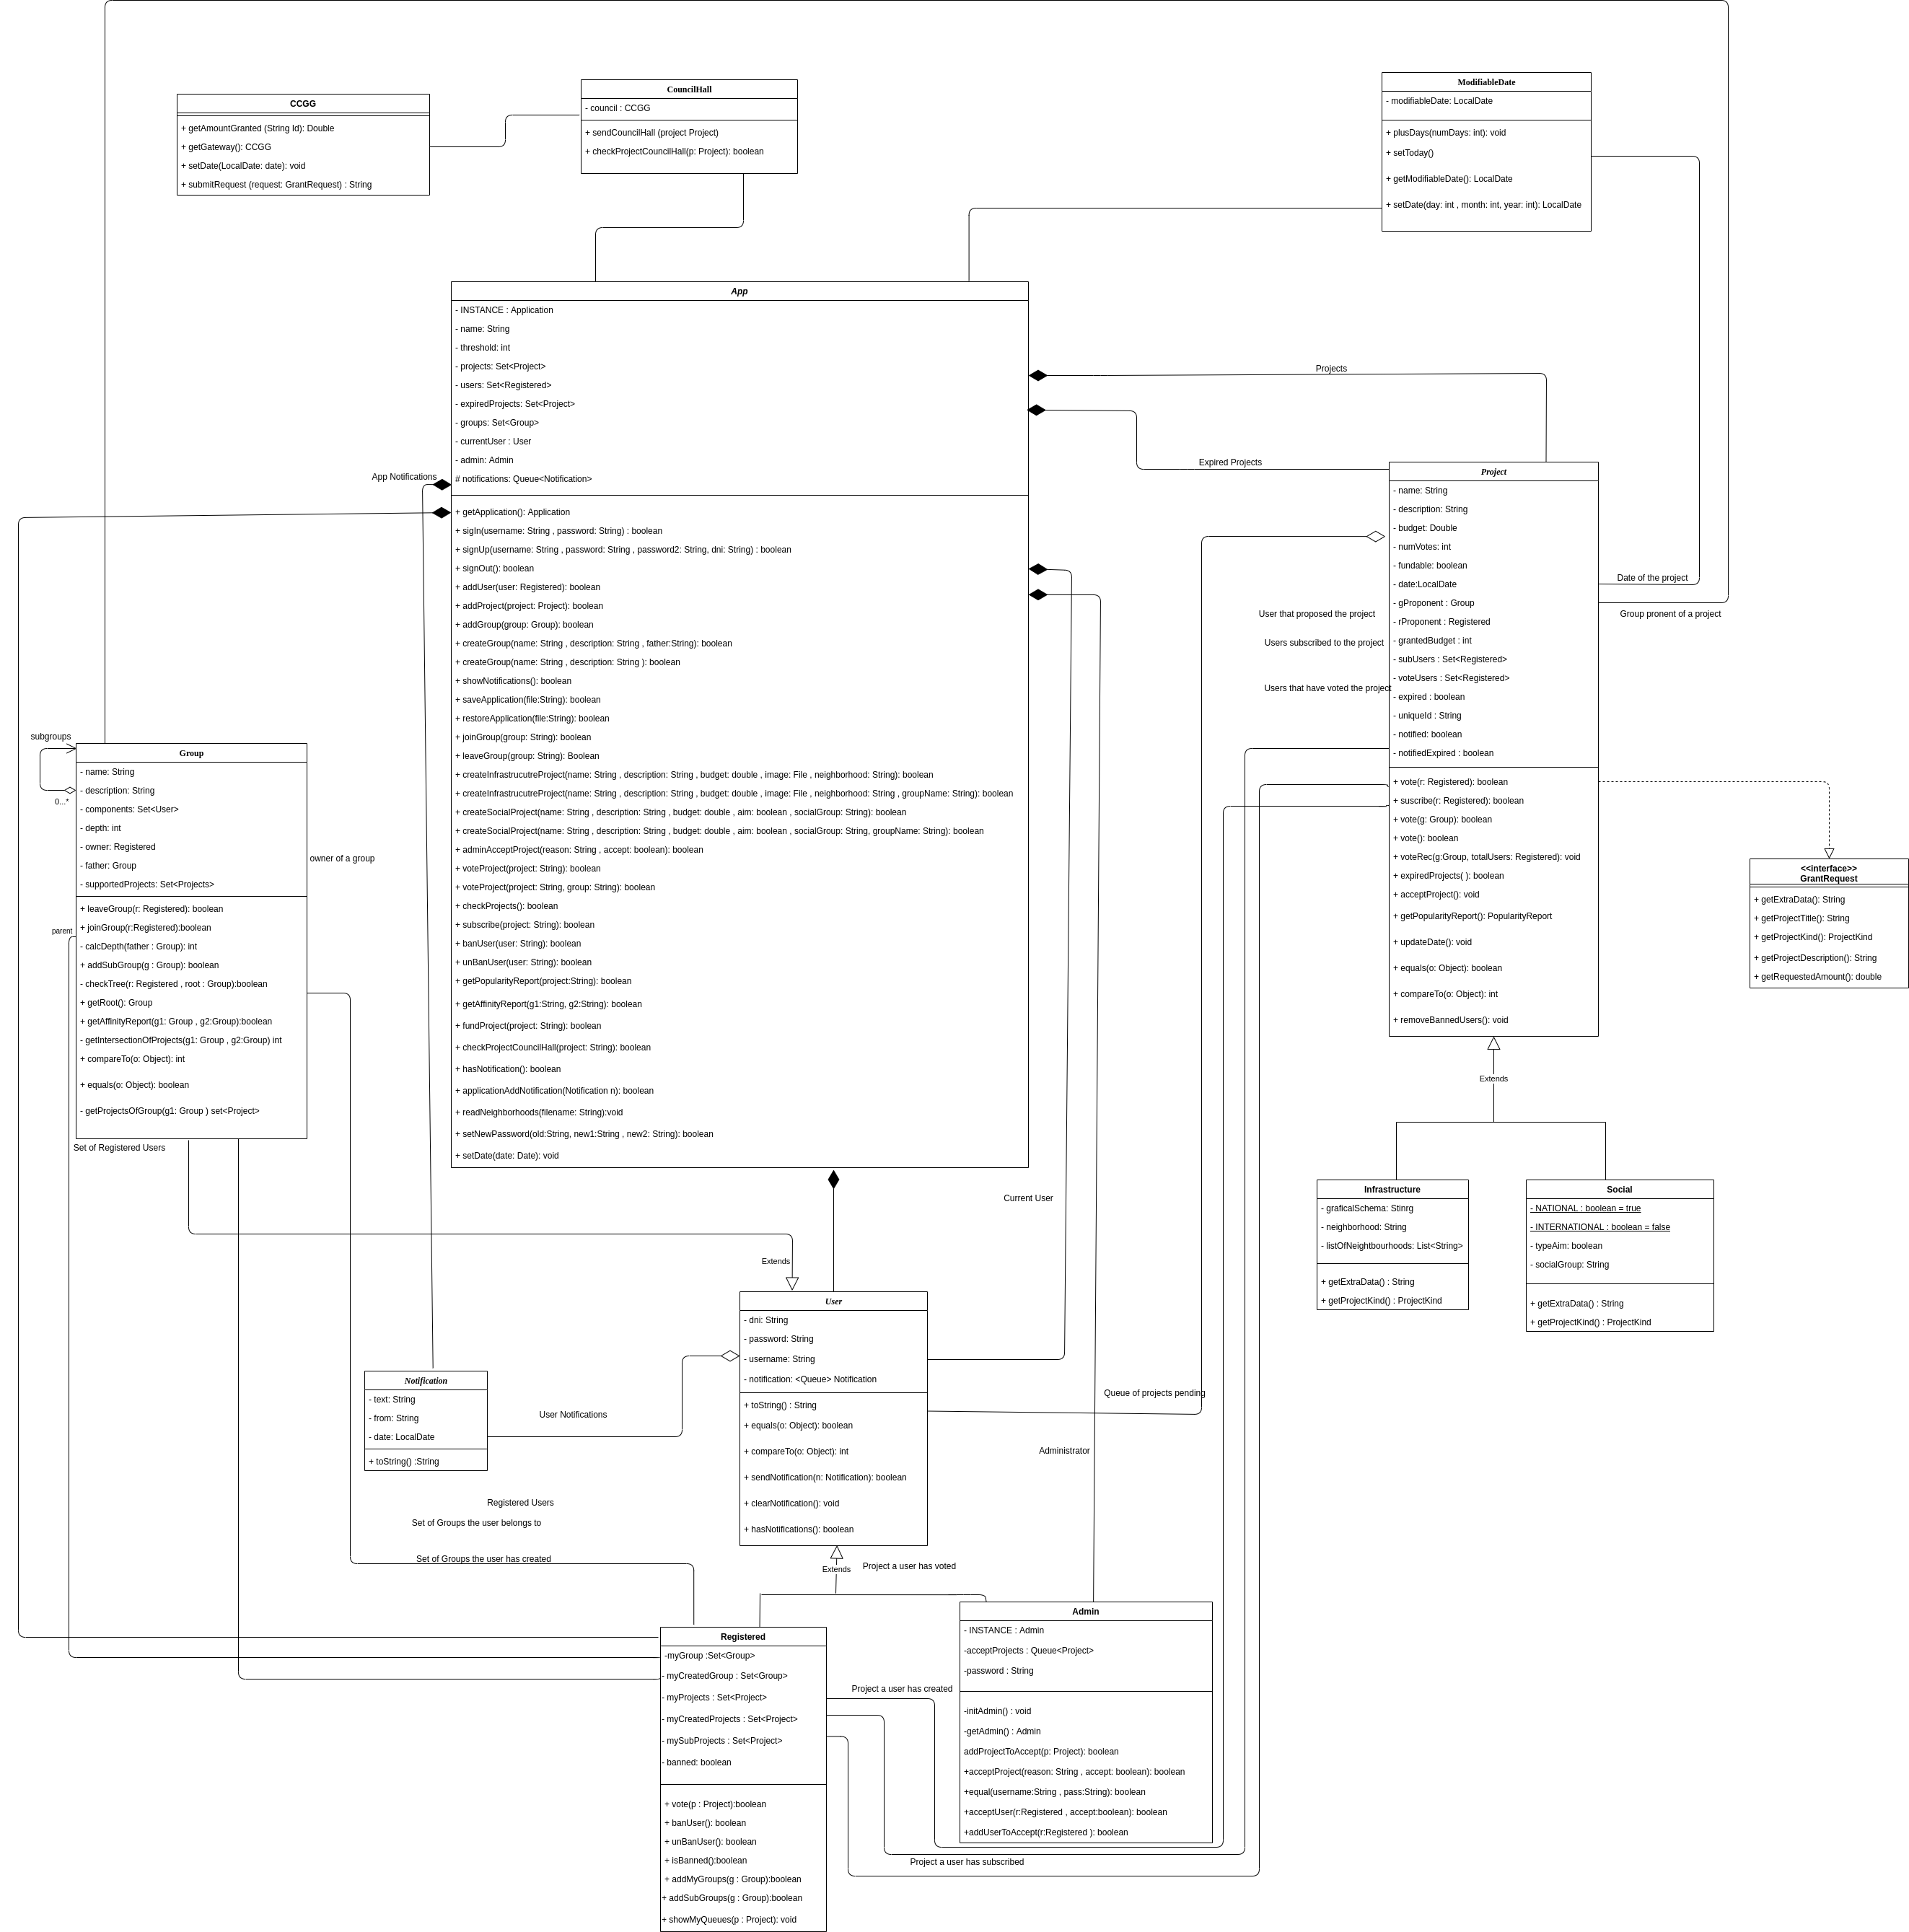 CCGG
+ getAmountGranted (String Id): Double
+ getGateway(): CCGG
+ setDate(LocalDate: date): void
+ submitRequest (request: GrantRequest) : String
CouncilHall
- council : CCGG
+ sendCouncilHall (project Project)
+ checkProjectCouncilHall(p: Project): boolean
ModifiableDate
- modifiableDate: LocalDate
+ plusDays(numDays: int): void
+ setToday()
+ getModifiableDate(): LocalDate
+ setDate(day: int , month: int, year: int): LocalDate
App
- INSTANCE : Application
- name: String
- threshold: int
- projects: Set<Project>
- users: Set<Registered>
- expiredProjects: Set<Project>
- groups: Set<Group>
- currentUser : User
- admin: Admin
# notifications: Queue<Notification>
+ getApplication(): Application
+ sigIn(username: String , password: String) : boolean
+ signUp(username: String , password: String , password2: String, dni: String) : boolean
+ signOut(): boolean
+ addUser(user: Registered): boolean
+ addProject(project: Project): boolean
+ addGroup(group: Group): boolean
+ createGroup(name: String , description: String , father:String): boolean
+ createGroup(name: String , description: String ): boolean
+ showNotifications(): boolean
+ saveApplication(file:String): boolean
+ restoreApplication(file:String): boolean
+ joinGroup(group: String): boolean
+ leaveGroup(group: String): Boolean
+ createInfrastrucutreProject(name: String , description: String , budget: double , image: File , neighborhood: String): boolean
+ createInfrastrucutreProject(name: String , description: String , budget: double , image: File , neighborhood: String , groupName: String): boolean
+ createSocialProject(name: String , description: String , budget: double , aim: boolean , socialGroup: String): boolean
+ createSocialProject(name: String , description: String , budget: double , aim: boolean , socialGroup: String, groupName: String): boolean
+ adminAcceptProject(reason: String , accept: boolean): boolean
+ voteProject(project: String): boolean
+ voteProject(project: String, group: String): boolean
+ checkProjects(): boolean
+ subscribe(project: String): boolean
+ banUser(user: String): boolean
+ unBanUser(user: String): boolean
+ getPopularityReport(project:String): boolean
+ getAffinityReport(g1:String, g2:String): boolean
+ fundProject(project: String): boolean
+ checkProjectCouncilHall(project: String): boolean
+ hasNotification(): boolean
+ applicationAddNotification(Notification n): boolean
+ readNeighborhoods(filename: String):void
+ setNewPassword(old:String, new1:String , new2: String): boolean
+ setDate(date: Date): void
Projects
Expired Projects
App Notifications
Project
- name: String
- description: String
- budget: Double
- numVotes: int
- fundable: boolean
- date:LocalDate
- gProponent : Group
- rProponent : Registered
- grantedBudget : int
- subUsers : Set<Registered>
- voteUsers : Set<Registered>
- expired : boolean
- uniqueId : String
- notified: boolean
- notifiedExpired : boolean
+ vote(r: Registered): boolean
+ suscribe(r: Registered): boolean
+ vote(g: Group): boolean
+ vote(): boolean
+ voteRec(g:Group, totalUsers: Registered): void
+ expiredProjects( ): boolean
+ acceptProject(): void
+ getPopularityReport(): PopularityReport
+ updateDate(): void
+ equals(o: Object): boolean
+ compareTo(o: Object): int
+ removeBannedUsers(): void
Date of the project
Group pronent of a project
User that proposed the project
Users subscribed to the project
Users that have voted the project
<<interface>>
GrantRequest
+ getExtraData(): String
+ getProjectTitle(): String
+ getProjectKind(): ProjectKind
+ getProjectDescription(): String
+ getRequestedAmount(): double
Extends
Infrastructure
- graficalSchema: Stinrg
- neighborhood: String
- listOfNeightbourhoods: List<String>
+ getExtraData() : String
+ getProjectKind() : ProjectKind
Social
- NATIONAL : boolean = true
- INTERNATIONAL : boolean = false
- typeAim: boolean
- socialGroup: String
+ getExtraData() : String
+ getProjectKind() : ProjectKind
subgroups
0...*
Group
- name: String
- description: String
- components: Set<User>
- depth: int
- owner: Registered
- father: Group
- supportedProjects: Set<Projects>
+ leaveGroup(r: Registered): boolean
+ joinGroup(r:Registered):boolean
- calcDepth(father : Group): int
+ addSubGroup(g : Group): boolean
- checkTree(r: Registered , root : Group):boolean
+ getRoot(): Group
+ getAffinityReport(g1: Group , g2:Group):boolean
- getIntersectionOfProjects(g1: Group , g2:Group) int
+ compareTo(o: Object): int
+ equals(o: Object): boolean
- getProjectsOfGroup(g1: Group ) set<Project>
owner of a group
parent
Set of Registered Users
Extends
Current User
User
- dni: String
- password: String
- username: String
- notification: <Queue> Notification
+ toString() : String
+ equals(o: Object): boolean
+ compareTo(o: Object): int
+ sendNotification(n: Notification): boolean
+ clearNotification(): void
+ hasNotifications(): boolean
Notification
- text: String
- from: String
- date: LocalDate
+ toString() :String
User Notifications
Queue of projects pending
Administrator
Registered Users
Set of Groups the user belongs to
Set of Groups the user has created
Extends
Project a user has voted
Registered
-myGroup :Set<Group>
- myCreatedGroup : Set<Group>
- myProjects : Set<Project>
- myCreatedProjects : Set<Project>
- mySubProjects : Set<Project>
- banned: boolean
+ vote(p : Project):boolean
+ banUser(): boolean
+ unBanUser(): boolean
+ isBanned():boolean
+ addMyGroups(g : Group):boolean
+ addSubGroups(g : Group):boolean
+ showMyQueues(p : Project): void
Project a user has created
Admin
- INSTANCE : Admin
-acceptProjects : Queue<Project>
-password : String
-initAdmin() : void
-getAdmin() : Admin
addProjectToAccept(p: Project): boolean
+acceptProject(reason: String , accept: boolean): boolean
+equal(username:String , pass:String): boolean
+acceptUser(r:Registered , accept:boolean): boolean
+addUserToAccept(r:Registered ): boolean
Project a user has subscribed